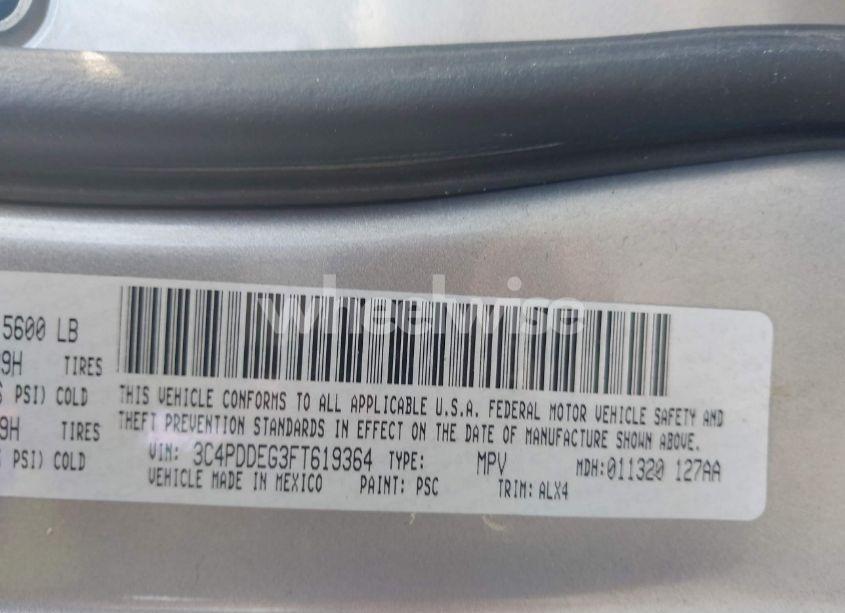 wheelwise
5600 LB
9H TIRES
PSI) COLD
THIS VEHICLE CONFORMS TO ALL APPLICABLE U.S.A. FEDERAL MOTOR VEHICLE SAFETY AND
9H TIRES
THEFT PREVENTION STANDARDS IN EFFECT ON THE DATE OF MANUFACTURE SHOWN ABOVE.
PSI) COLD
VIN: 3C4PDDEG3FT619364 TYPE: MPV MDH:011320 127AA
VEHICLE MADE IN MEXICO PAINT: PSC TRIM: ALX4